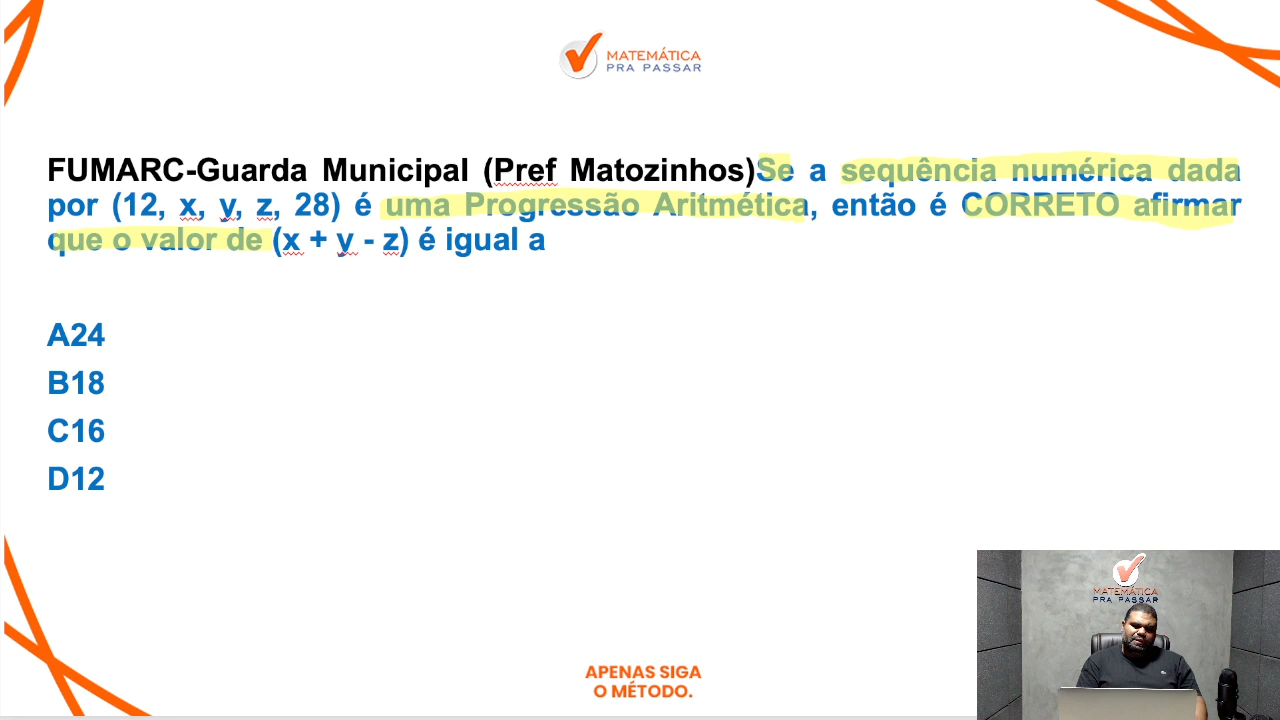 MATEMÁTICA
PRA PASSAR
FUMARC-Guarda Municipal (Pref Matozinhos)Se a sequência numérica dada
por (12, x, y, z, 28) é uma Progressão Aritmética, então é CORRETO afirmar
que o valor de (x + y - z) é igual a
A24
B18
C16
D12
MATEMÁTICA
PRA PASSAR
APENAS SIGA
O MÉTODO.